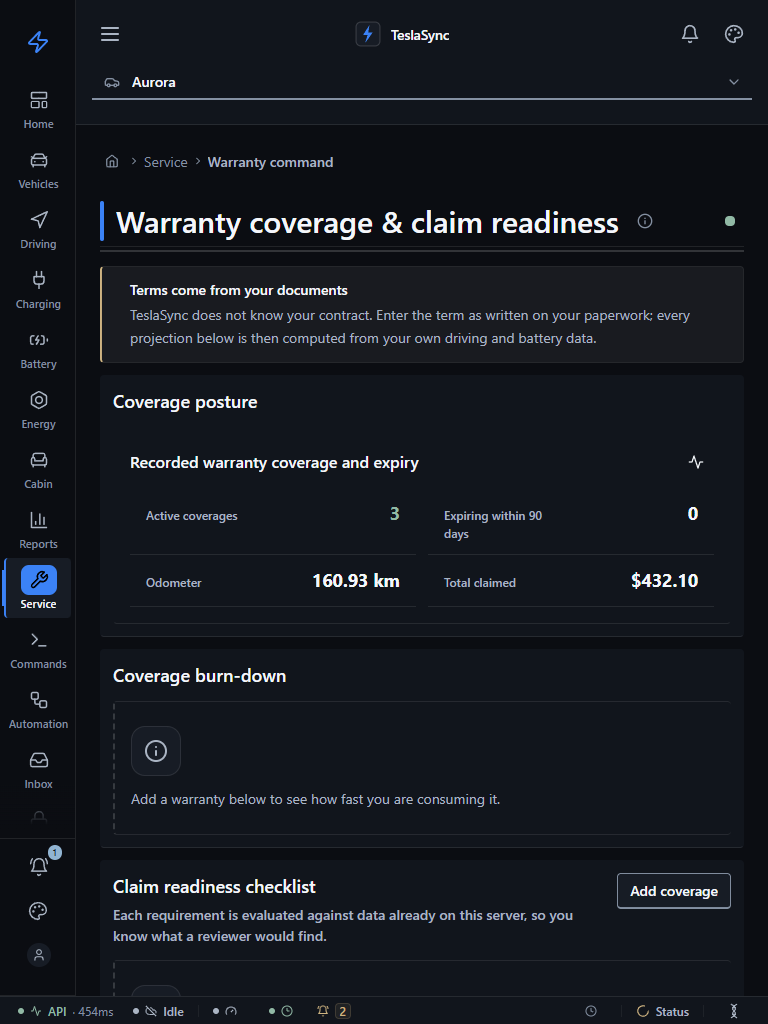 TeslaSync
Aurora
Home
Vehicles
Driving
Charging
Battery
Energy
Cabin
Reports
Service
Commands
Automation
Inbox
1
Service
Warranty command
Warranty coverage & claim readiness
Terms come from your documents
TeslaSync does not know your contract. Enter the term as written on your paperwork; every
projection below is then computed from your own driving and battery data.
Coverage posture
Recorded warranty coverage and expiry
Active coverages
3
Expiring within 90
days
0
Odometer
160.93 km
Total claimed
$432.10
Coverage burn-down
Add a warranty below to see how fast you are consuming it.
Claim readiness checklist
Each requirement is evaluated against data already on this server, so you
know what a reviewer would find.
Add coverage
API · 454ms
Idle
2
Status